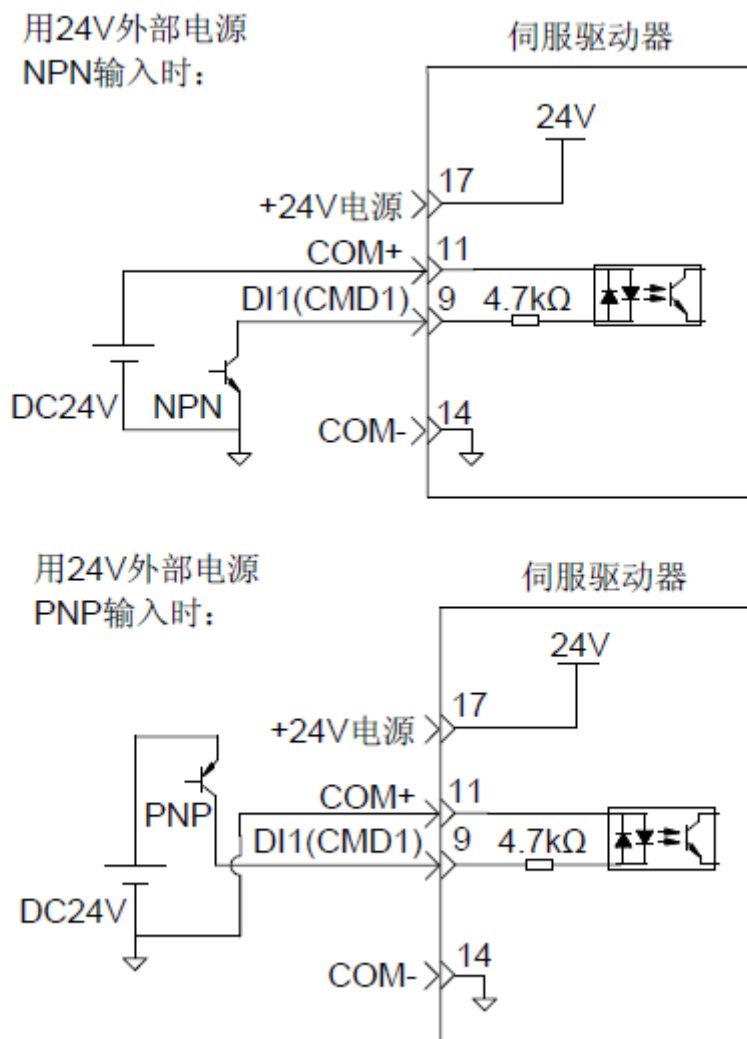 用24V外部电源
NPN输入时：
伺服驱动器
24V
17
+24V电源
COM+
11
DI1(CMD1)
9
4.7kΩ
DC24V
NPN
14
COM-
用24V外部电源
PNP输入时：
伺服驱动器
24V
17
+24V电源
PNP
COM+
11
DI1(CMD1)
9
4.7kΩ
DC24V
14
COM-